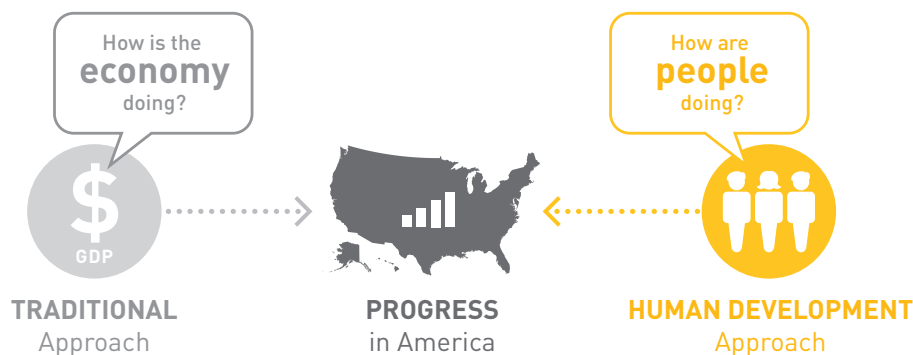 How is the
economy
doing?
How are
people
doing?
$
GDP
TRADITIONAL
Approach
PROGRESS
in America
HUMAN DEVELOPMENT
Approach